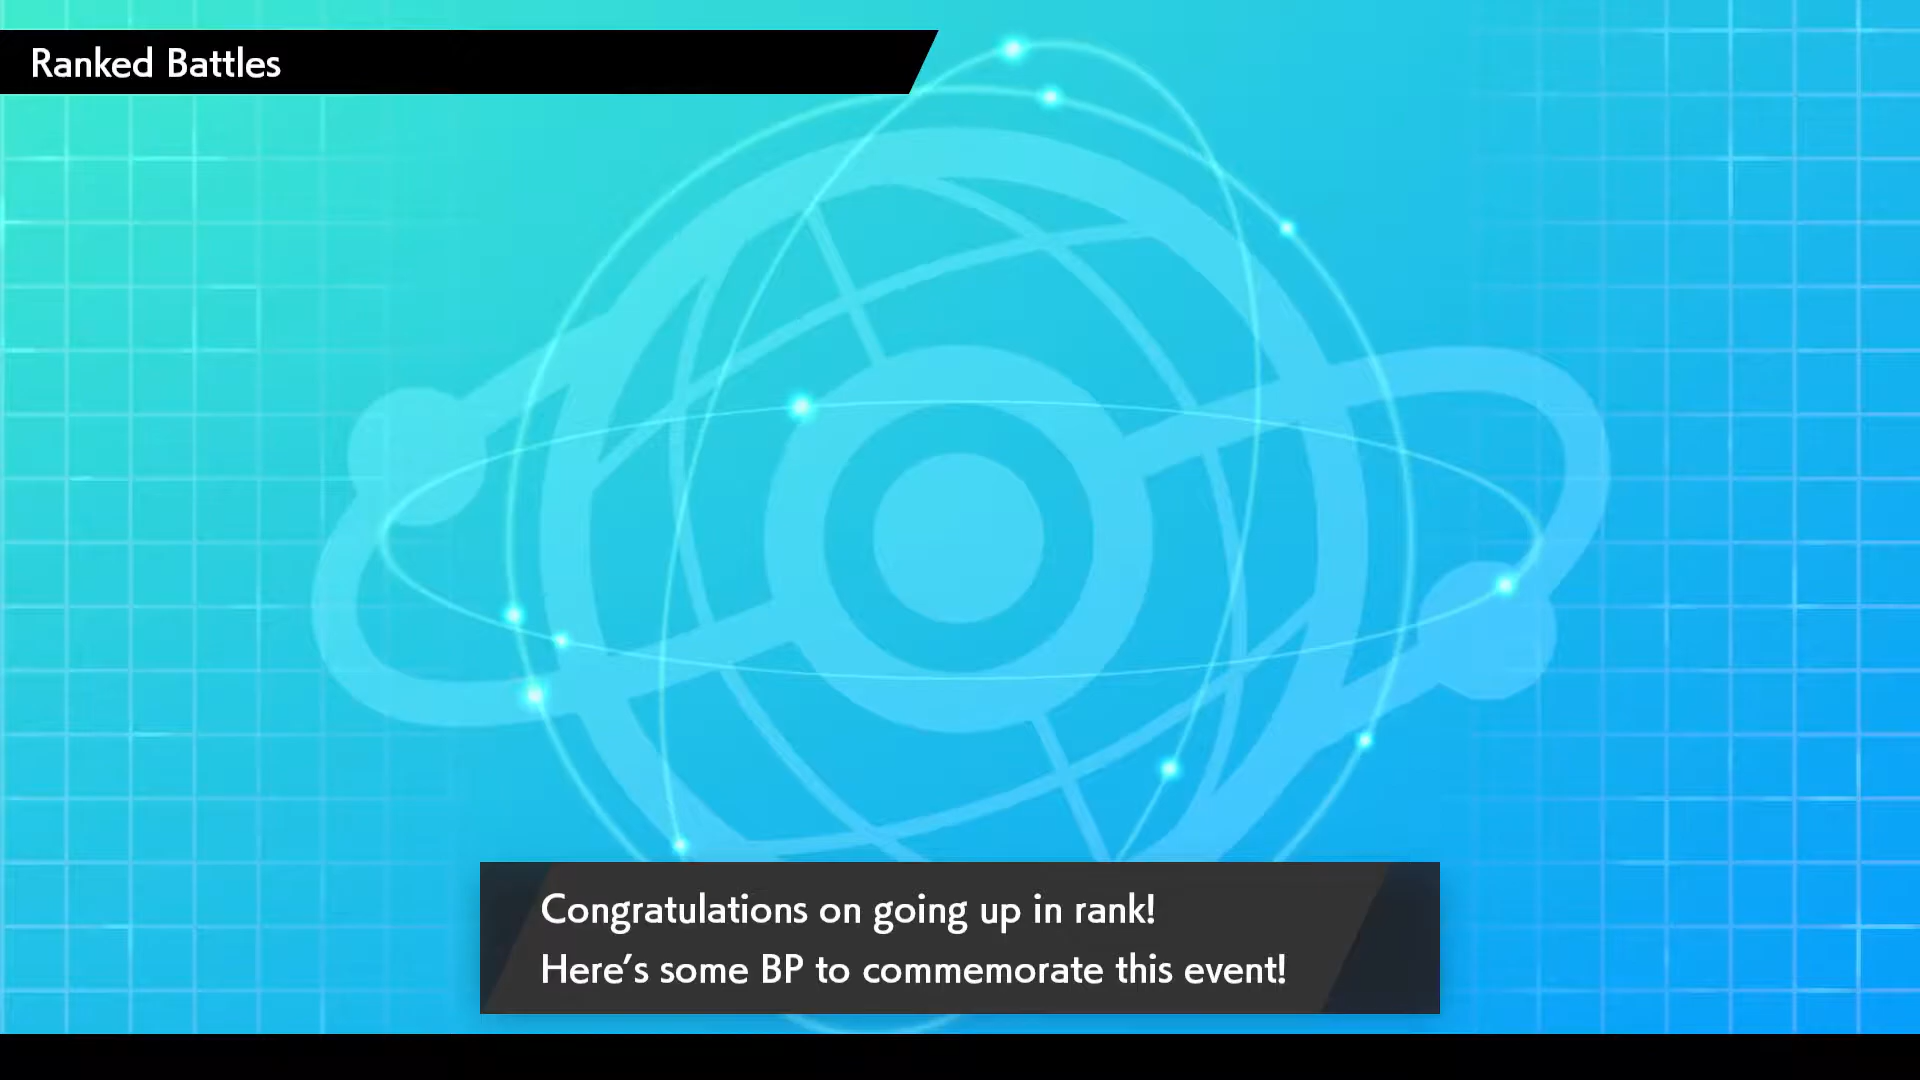 Ranked Battles
Congratulations on going up in rank!
Here's some BP to commemorate this event!